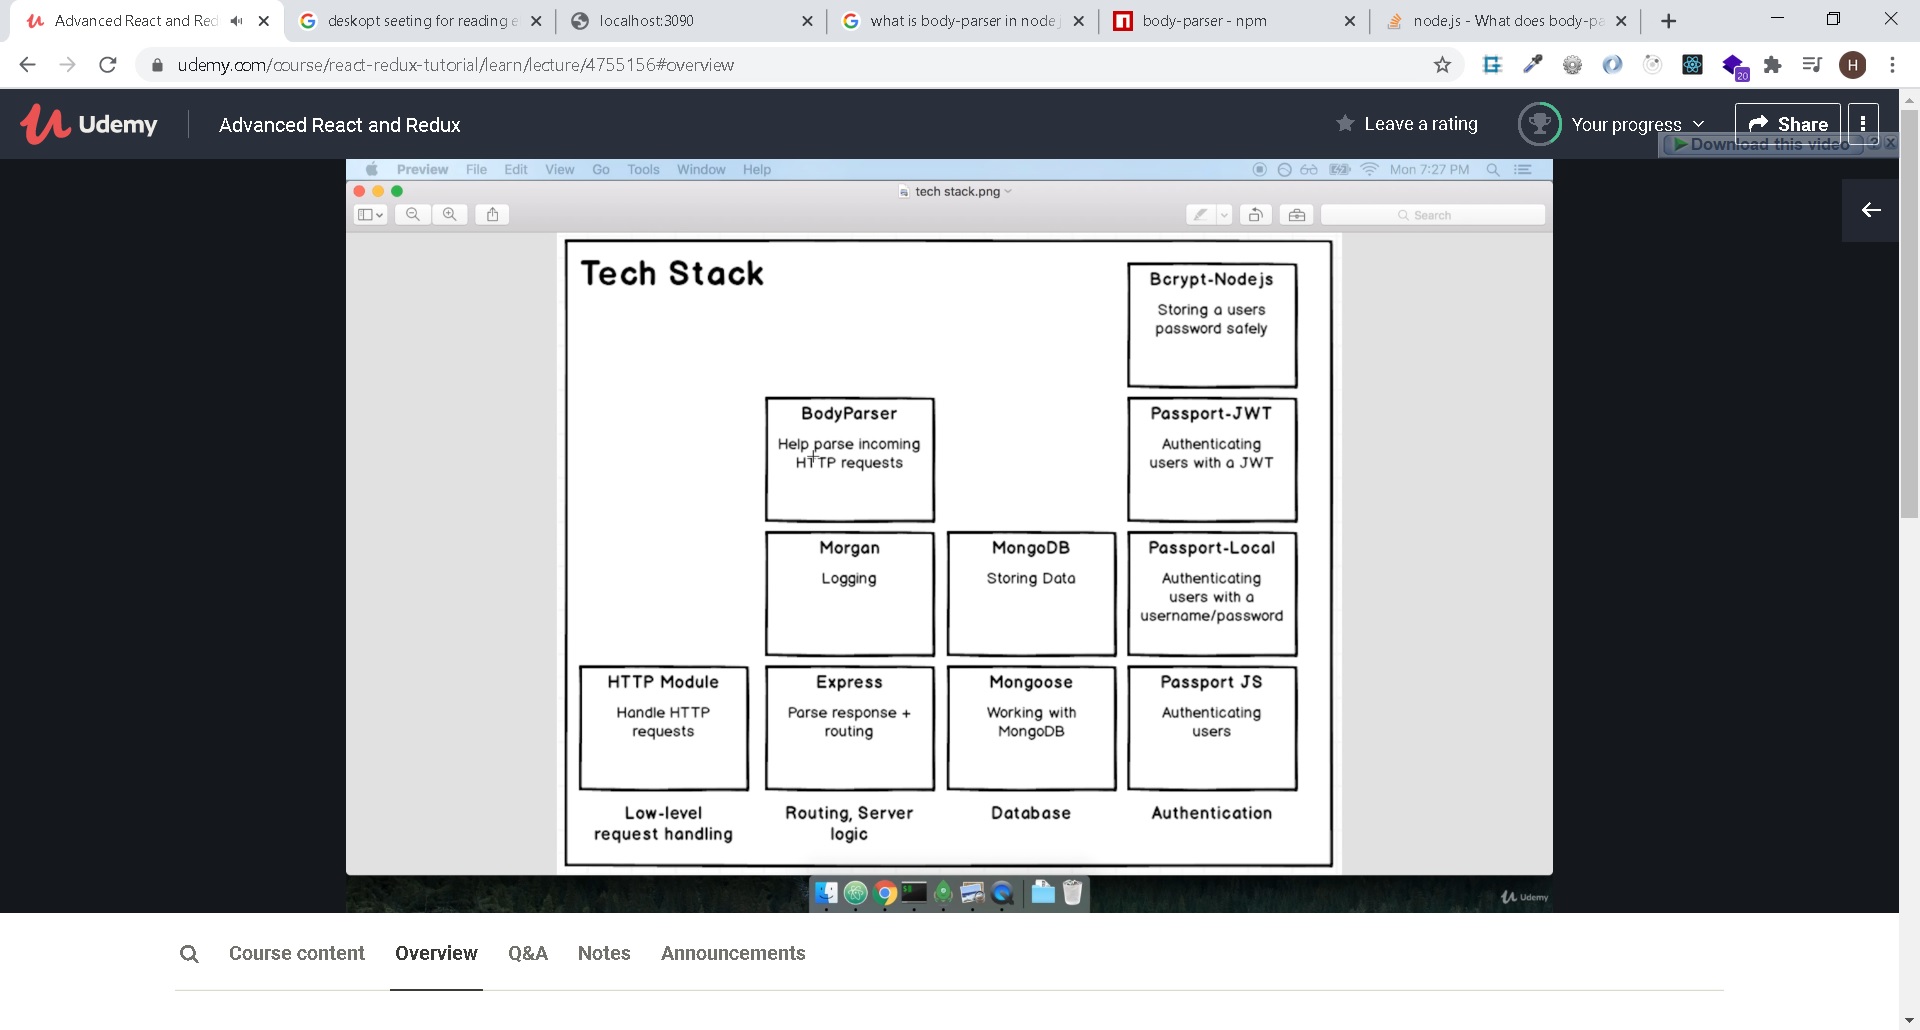 Advanced React and Red
deskopt seeting for reading e
localhost:3090
what is body-parser in node j
body-parser - npm
node.js - What does body-pa
udemy.com/course/react-redux-tutorial/learn/lecture/4755156#overview
20
H
Udemy
Advanced React and Redux
Leave a rating
Your progress
Share
Download this video
? X
Preview File Edit View Go Tools Window Help
Mon 7:27 PM
tech stack.png
Search
Tech Stack
Bcrypt-Nodejs
Storing a users
password safely
BodyParser
Help parse incoming
HTTP requests
Passport-JWT
Authenticating
users with a JWT
Morgan
Logging
MongoDB
Storing Data
Passport-Local
Authenticating
users with a
username/password
HTTP Module
Handle HTTP
requests
Express
Parse response +
routing
Mongoose
Working with
MongoDB
Passport JS
Authenticating
users
Low-level
request handling
Routing, Server
logic
Database
Authentication
Udemy
Course content
Overview
Q&A
Notes
Announcements